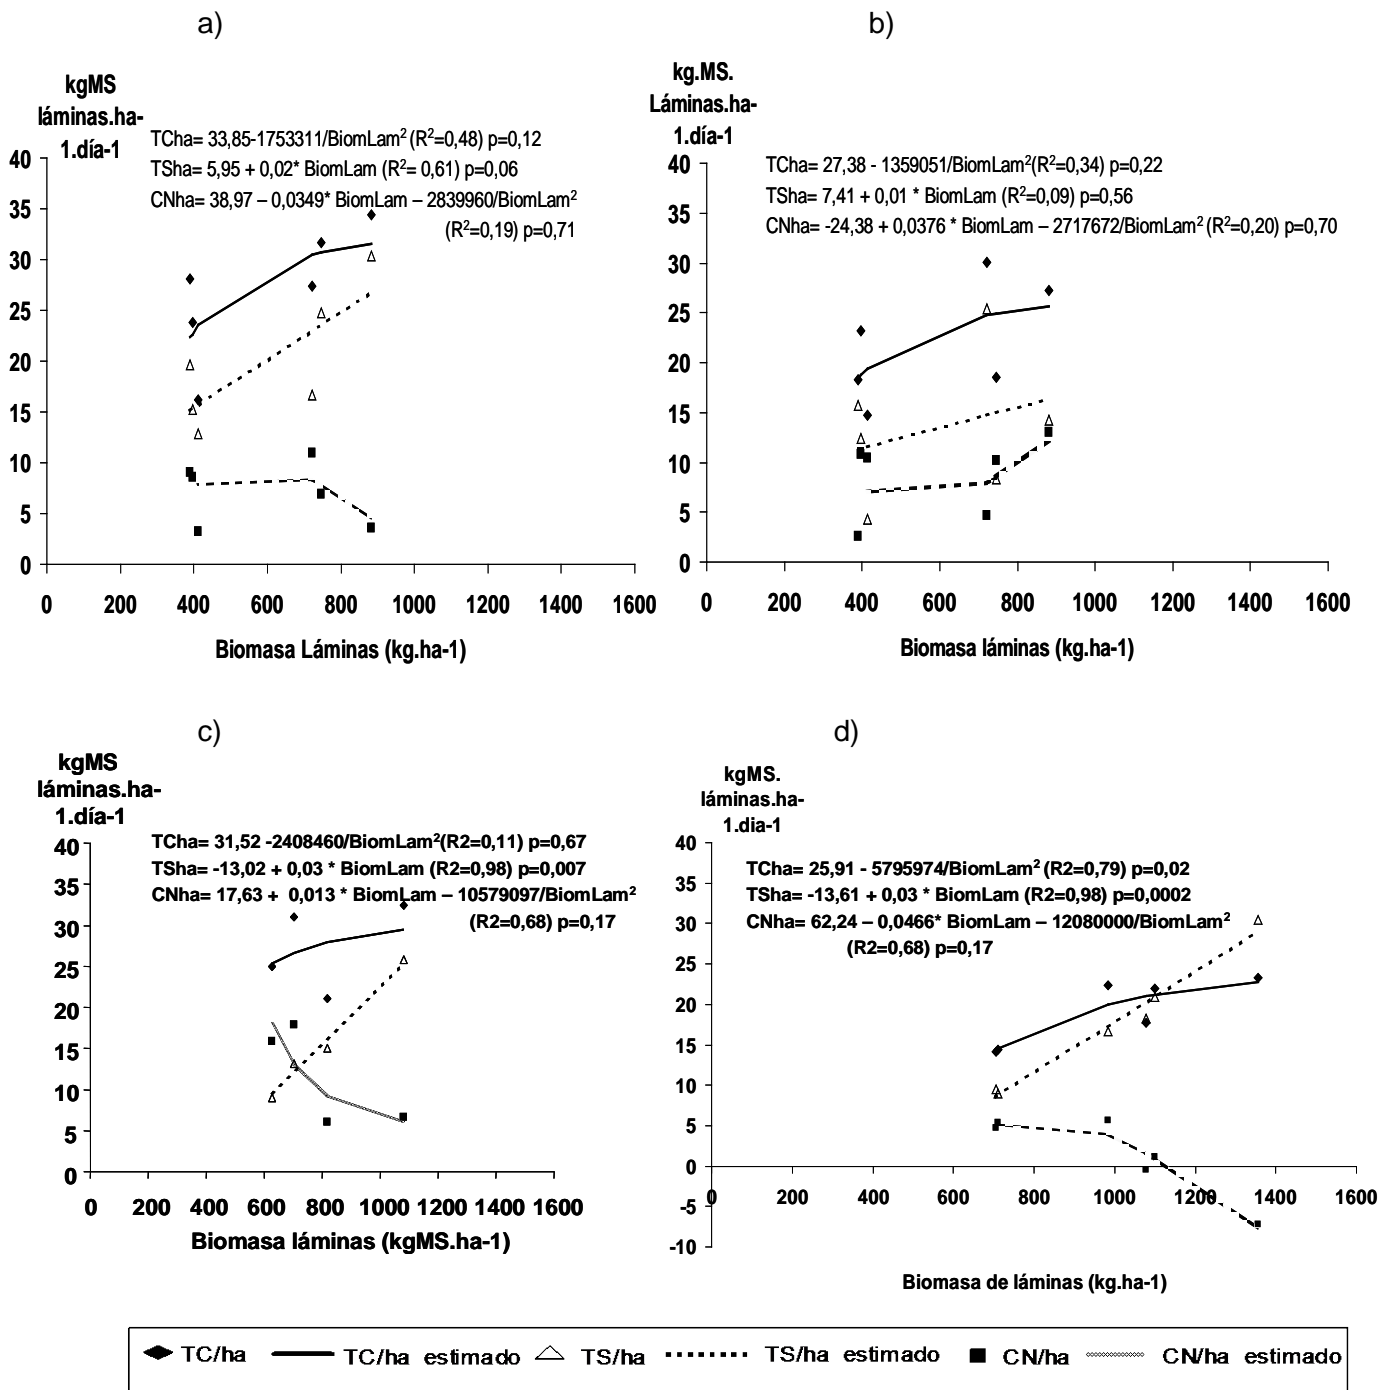 a)
kgMS
láminas.ha-
1.día-1
TCha= 33,85-1753311/BiomLam² (R²=0,48) p=0,12
TSha= 5,95 + 0,02* BiomLam (R²= 0,61) p=0,06
CNha= 38,97 – 0,0349* BiomLam – 2839960/BiomLam²
(R²=0,19) p=0,71
40
35
30
25
20
15
10
5
0
0 200 400 600 800 1000 1200 1400 1600
Biomasa Láminas (kg.ha-1)
b)
kg.MS.
Láminas.ha-
1.día-1
TCha= 27,38 - 1359051/BiomLam²(R²=0,34) p=0,22
TSha= 7,41 + 0,01 * BiomLam (R²=0,09) p=0,56
CNha= -24,38 + 0,0376 * BiomLam – 2717672/BiomLam² (R²=0,20) p=0,70
40
35
30
25
20
15
10
5
0
0 200 400 600 800 1000 1200 1400 1600
Biomasa láminas (kg.ha-1)
c)
kgMS
láminas.ha-
1.día-1
TCha= 31,52 -2408460/BiomLam²(R2=0,11) p=0,67
TSha= -13,02 + 0,03 * BiomLam (R2=0,98) p=0,007
CNha= 17,63 + 0,013 * BiomLam – 10579097/BiomLam²
(R2=0,68) p=0,17
40
35
30
25
20
15
10
5
0
0 200 400 600 800 1000 1200 1400 1600
Biomasa láminas (kgMS.ha-1)
d)
kgMS.
láminas.ha-
1.dia-1
TCha= 25,91 - 5795974/BiomLam² (R2=0,79) p=0,02
TSha= -13,61 + 0,03 * BiomLam (R2=0,98) p=0,0002
CNha= 62,24 – 0,0466* BiomLam – 12080000/BiomLam²
(R2=0,68) p=0,17
40
35
30
25
20
15
10
5
0
-5
-10
0 200 400 600 800 1000 1200 1400 1600
Biomasa de láminas (kg.ha-1)
TC/ha TC/ha estimado TS/ha TS/ha estimado CN/ha CN/ha estimado